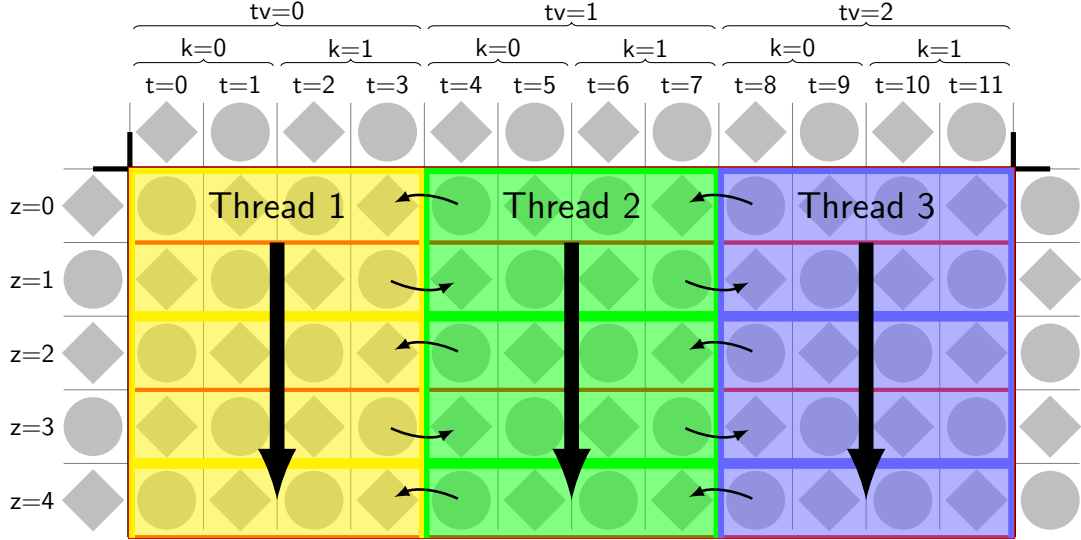 tv=0 tv=1 tv=2
k=0 k=1 k=0 k=1 k=0 k=1
t=0 t=1 t=2 t=3 t=4 t=5 t=6 t=7 t=8 t=9 t=10 t=11
z=0 Thread 1 Thread 2 Thread 3
z=1
z=2
z=3
z=4